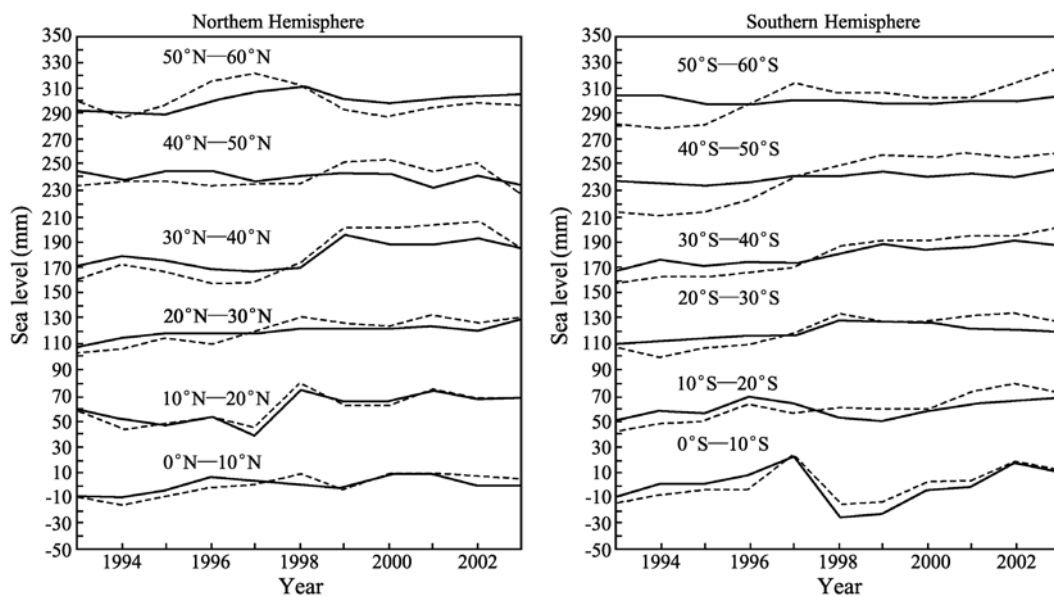 Northem Hemisphere
350
330
310
290
270
250
230
210
190
170
150
130
110
90
70
50
30
10
-10
-30
-50
Sea level (mm)
50°N—60°N
40°N—50°N
30°N—40°N
20°N—30°N
10°N—20°N
0°N—10°N
1994 1996 1998 2000 2002
Year
Southern Hemisphere
350
330
310
290
270
250
230
210
190
170
150
130
110
90
70
50
30
10
-10
-30
-50
Sea level (mm)
50°S—60°S
40°S—50°S
30°S—40°S
20°S—30°S
10°S—20°S
0°S—10°S
1994 1996 1998 2000 2002
Year